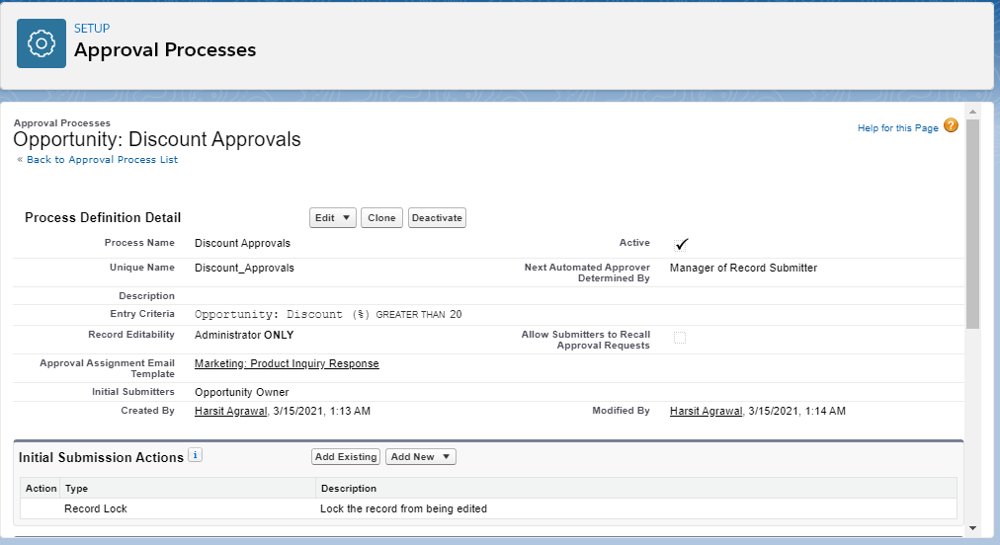 SETUP
Approval Processes
Approval Processes
Opportunity: Discount Approvals
Help for this Page ?
« Back to Approval Process List
Process Definition Detail Edit ▼ Clone Deactivate
Process Name Discount Approvals Active ✓
Unique Name Discount_Approvals Next Automated Approver Determined By Manager of Record Submitter
Description
Entry Criteria Opportunity: Discount (%) GREATER THAN 20
Record Editability Administrator ONLY Allow Submitters to Recall Approval Requests
Approval Assignment Email Template Marketing: Product Inquiry Response
Initial Submitters Opportunity Owner
Created By Harsit Agrawal, 3/15/2021, 1:13 AM Modified By Harsit Agrawal, 3/15/2021, 1:14 AM
Initial Submission Actions i Add Existing Add New ▼
Action Type Description
Record Lock Lock the record from being edited